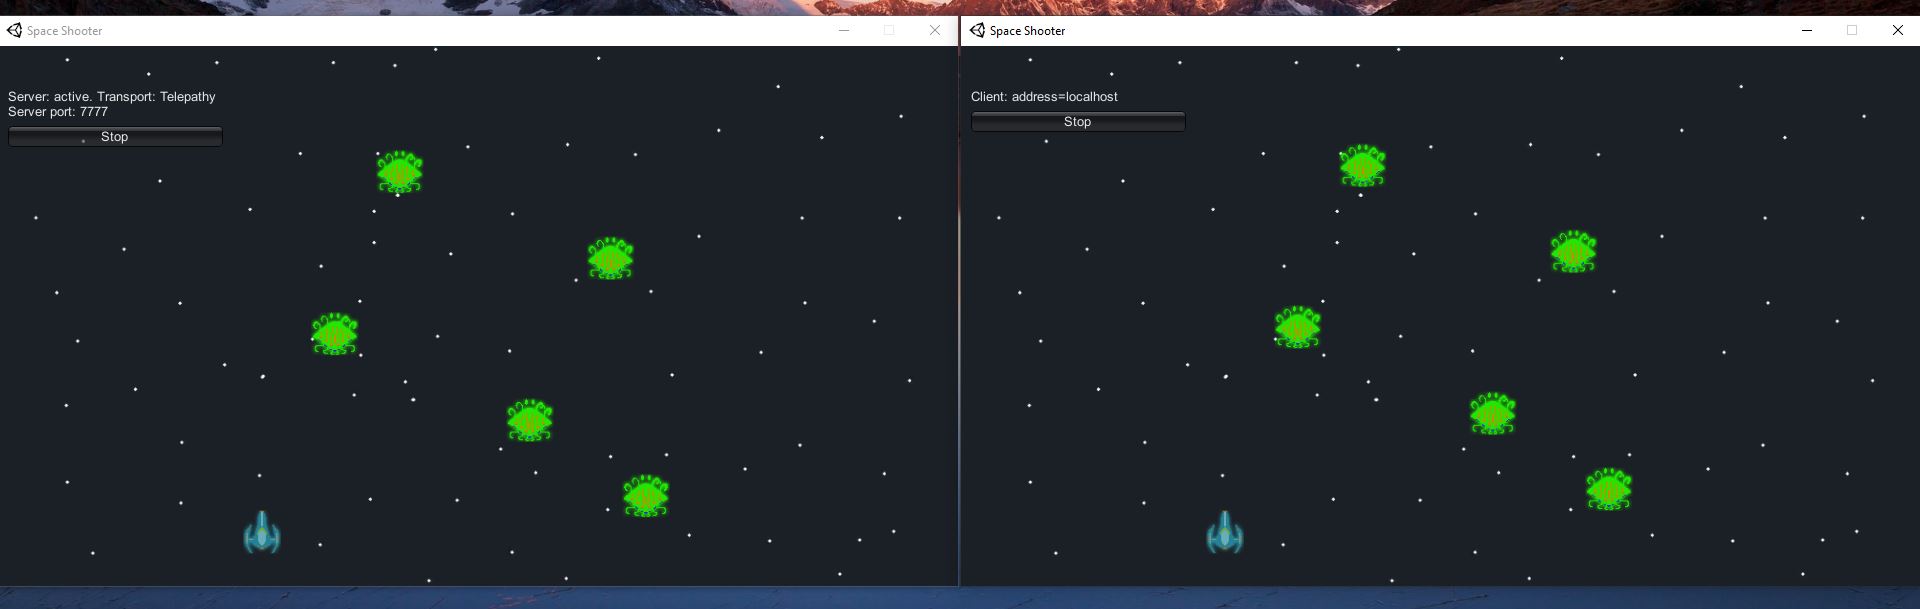 Space Shooter
Server: active. Transport: Telepathy
Server port: 7777
Stop
Space Shooter
Client: address=localhost
Stop